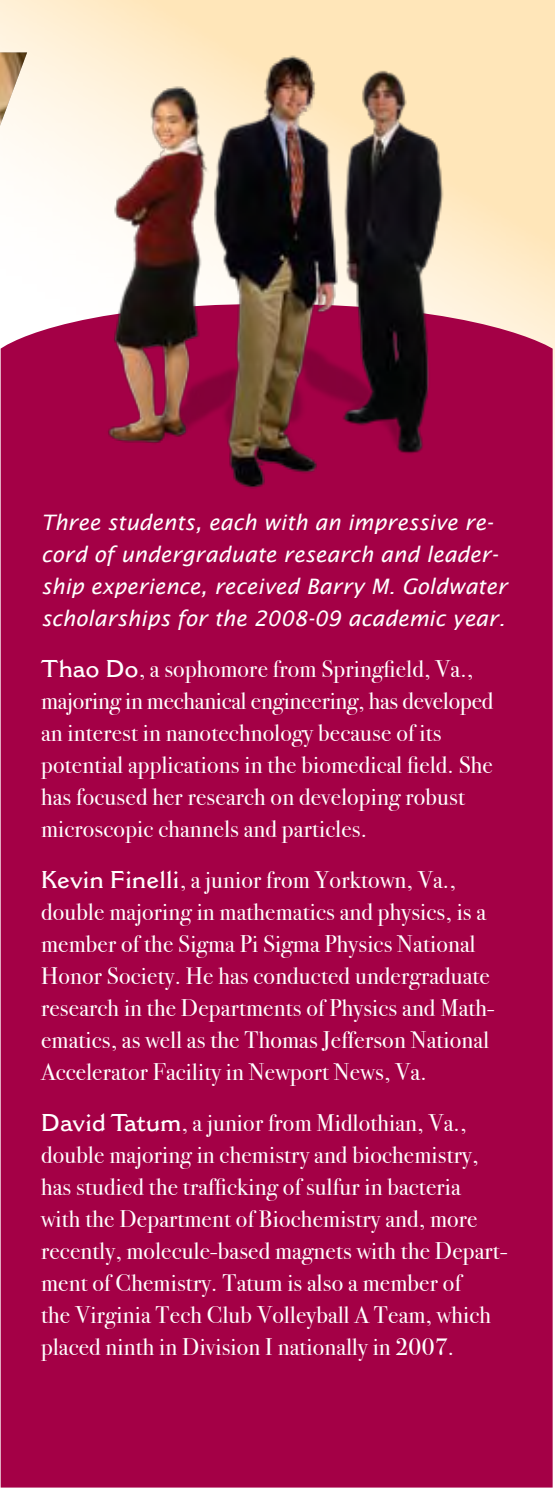 Three students, each with an impressive re-
cord of undergraduate research and leader-
ship experience, received Barry M. Goldwater
scholarships for the 2008-09 academic year.
Thao Do, a sophomore from Springfield, Va.,
majoring in mechanical engineering, has developed
an interest in nanotechnology because of its
potential applications in the biomedical field. She
has focused her research on developing robust
microscopic channels and particles.
Kevin Finelli, a junior from Yorktown, Va.,
double majoring in mathematics and physics, is a
member of the Sigma Pi Sigma Physics National
Honor Society. He has conducted undergraduate
research in the Departments of Physics and Math-
ematics, as well as the Thomas Jefferson National
Accelerator Facility in Newport News, Va.
David Tatum, a junior from Midlothian, Va.,
double majoring in chemistry and biochemistry,
has studied the trafficking of sulfur in bacteria
with the Department of Biochemistry and, more
recently, molecule-based magnets with the Depart-
ment of Chemistry. Tatum is also a member of
the Virginia Tech Club Volleyball A Team, which
placed ninth in Division I nationally in 2007.